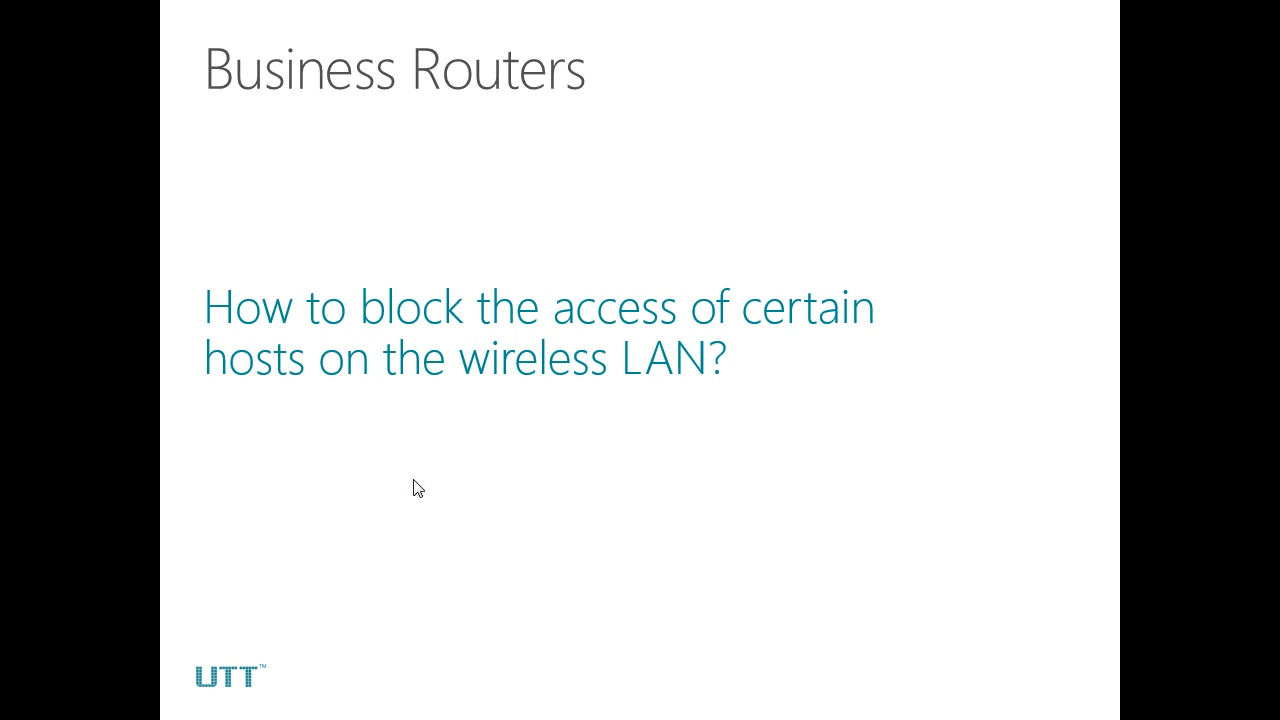 Business Routers
How to block the access of certain
hosts on the wireless LAN?
UTT™